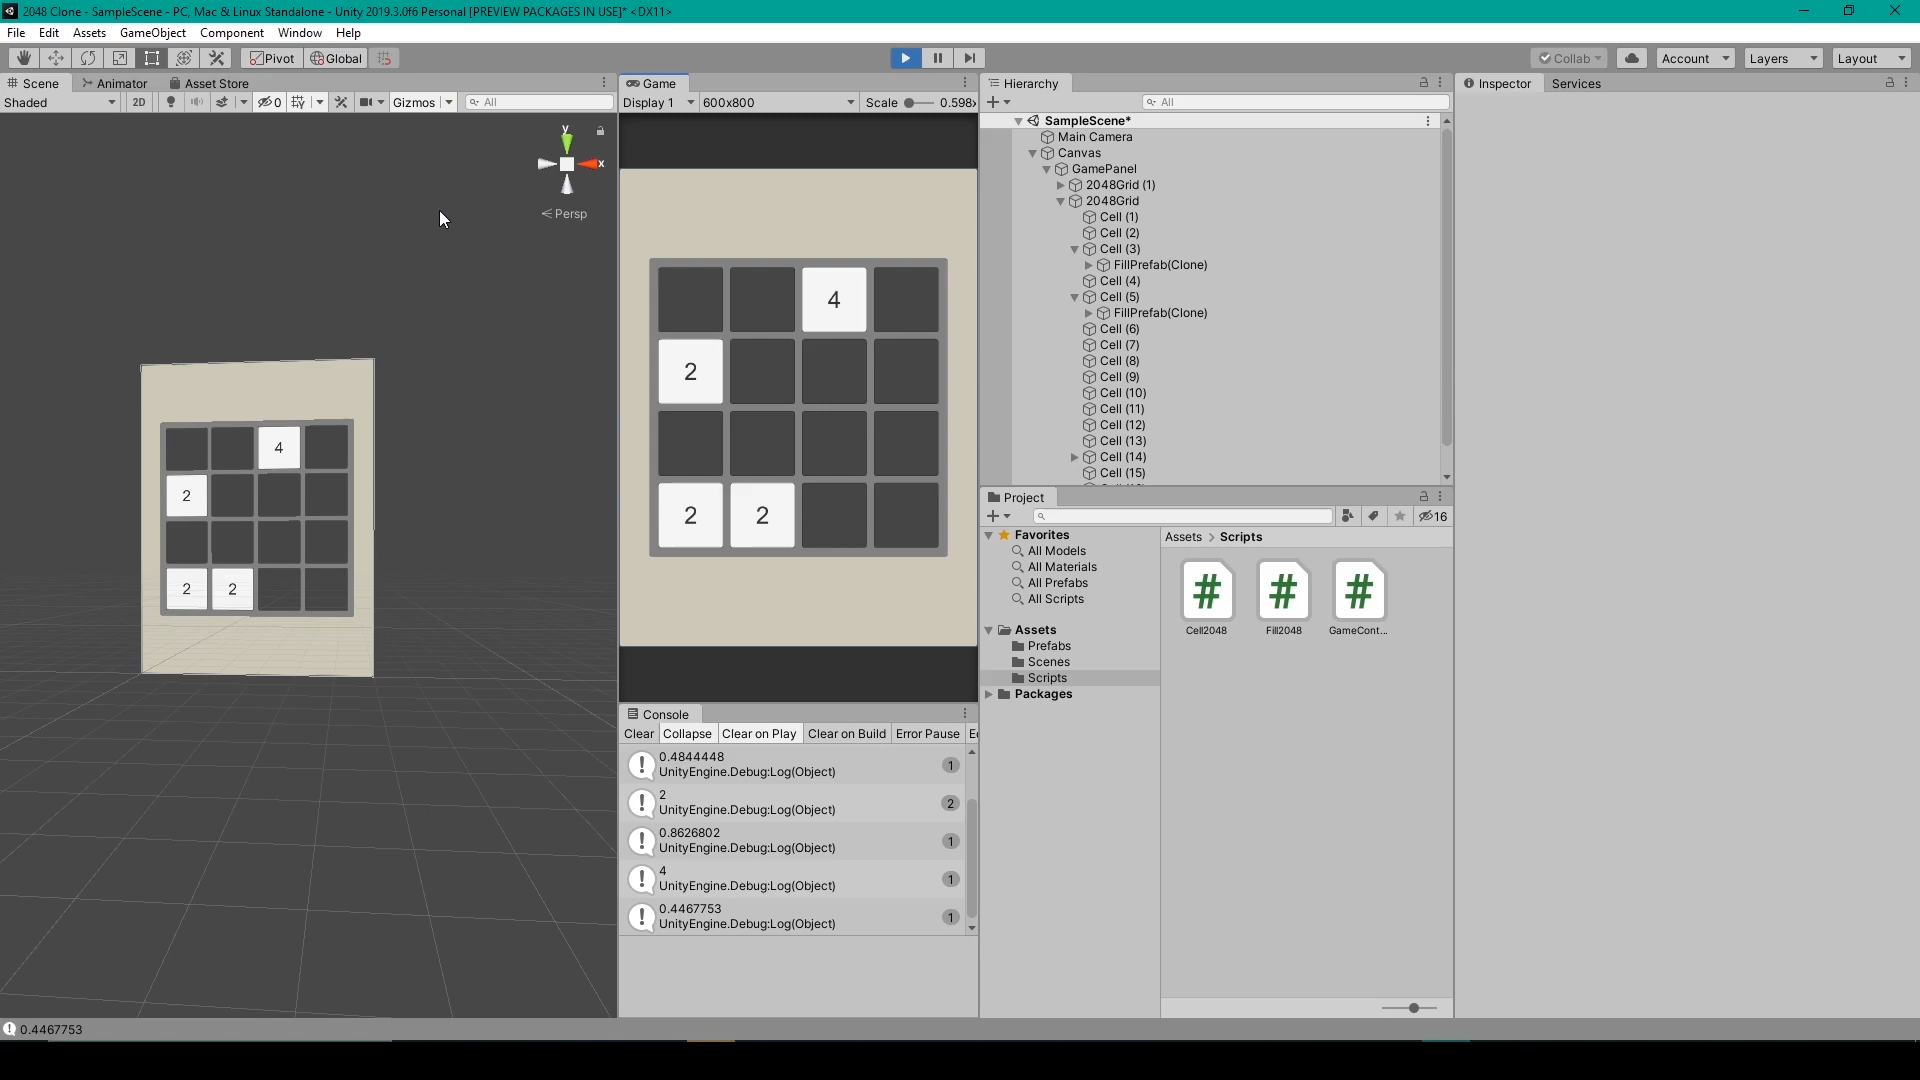 2048 Clone - SampleScene - PC, Mac & Linux Standalone - Unity 2019.3.0f6 Personal [PREVIEW PACKAGES IN USE]* <DX11>
File Edit Assets GameObject Component Window Help
Pivot Global Collab Account Layers Layout
Scene Animator Asset Store
Shaded 2D 0 Gizmos All
y
x
Persp
4
2
2 2
Game
Display 1 600x800 Scale 0.598x
4
2
2 2
Console
Clear Collapse Clear on Play Clear on Build Error Pause
0.4844448 1
UnityEngine.Debug:Log(Object)
2 2
UnityEngine.Debug:Log(Object)
0.8626802 1
UnityEngine.Debug:Log(Object)
4 1
UnityEngine.Debug:Log(Object)
0.4467753 1
UnityEngine.Debug:Log(Object)
Hierarchy
All
SampleScene*
Main Camera
Canvas
GamePanel
2048Grid (1)
2048Grid
Cell (1)
Cell (2)
Cell (3)
FillPrefab(Clone)
Cell (4)
Cell (5)
FillPrefab(Clone)
Cell (6)
Cell (7)
Cell (8)
Cell (9)
Cell (10)
Cell (11)
Cell (12)
Cell (13)
Cell (14)
Cell (15)
Project
16
Favorites
All Models
All Materials
All Prefabs
All Scripts
Assets
Prefabs
Scenes
Scripts
Packages
Assets > Scripts
Cell2048 Fill2048 GameCont...
Inspector Services
0.4467753